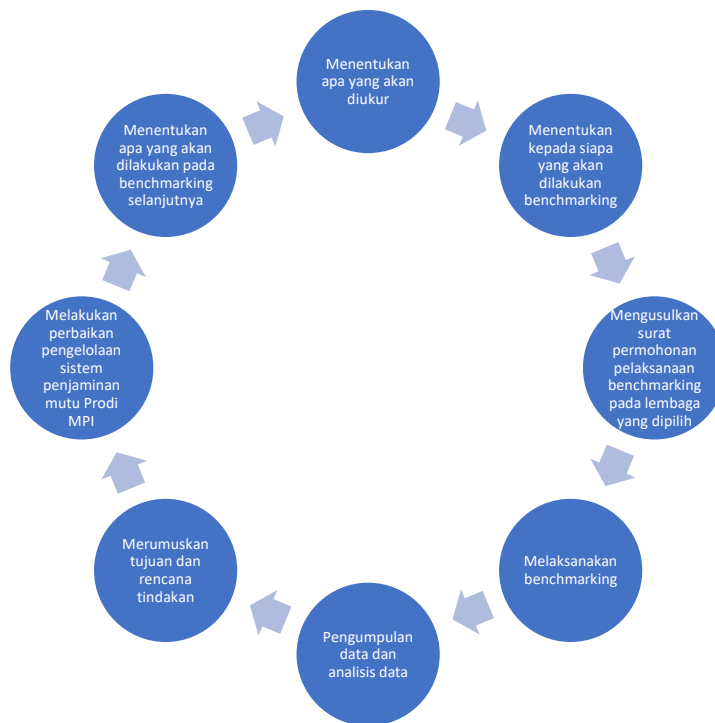 Menentukan
apa yang akan
diukur
Menentukan
kepada siapa
yang akan
dilakukan
benchmarking
Mengusulkan
surat
permohonan
pelaksanaan
benchmarking
pada lembaga
yang dipilih
Melaksanakan
benchmarking
Pengumpulan
data dan
analisis data
Merumuskan
tujuan dan
rencana
tindakan
Melakukan
perbaikan
pengelolaan
sistem
penjaminan
mutu Prodi
MPI
Menentukan
apa yang akan
dilakukan pada
benchmarking
selanjutnya